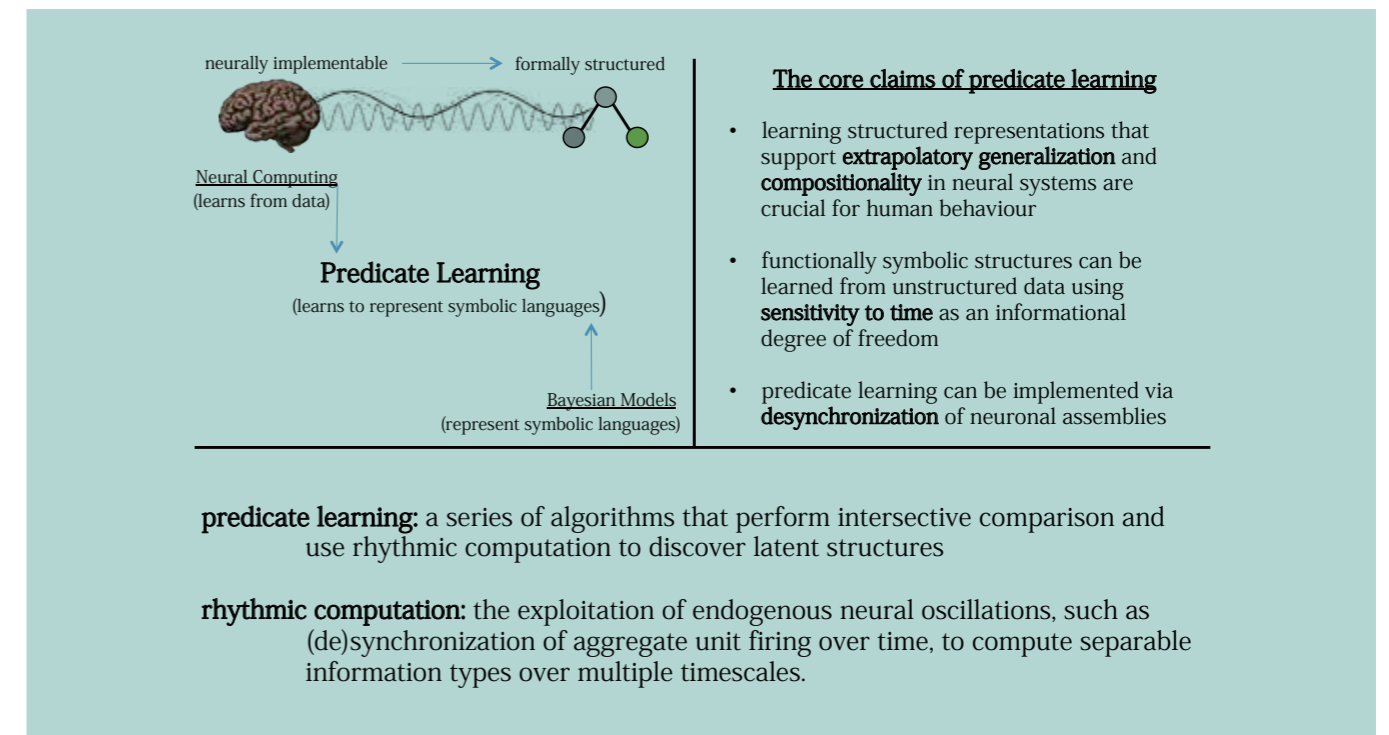 neurally implementable
formally structured
Neural Computing
(learns from data)
Predicate Learning
(learns to represent symbolic languages)
Bayesian Models
(represent symbolic languages)
The core claims of predicate learning
• learning structured representations that
support extrapolatory generalization and
compositionality in neural systems are
crucial for human behaviour
• functionally symbolic structures can be
learned from unstructured data using
sensitivity to time as an informational
degree of freedom
• predicate learning can be implemented via
desynchronization of neuronal assemblies
predicate learning: a series of algorithms that perform intersective comparison and
use rhythmic computation to discover latent structures
rhythmic computation: the exploitation of endogenous neural oscillations, such as
(de)synchronization of aggregate unit firing over time, to compute separable
information types over multiple timescales.